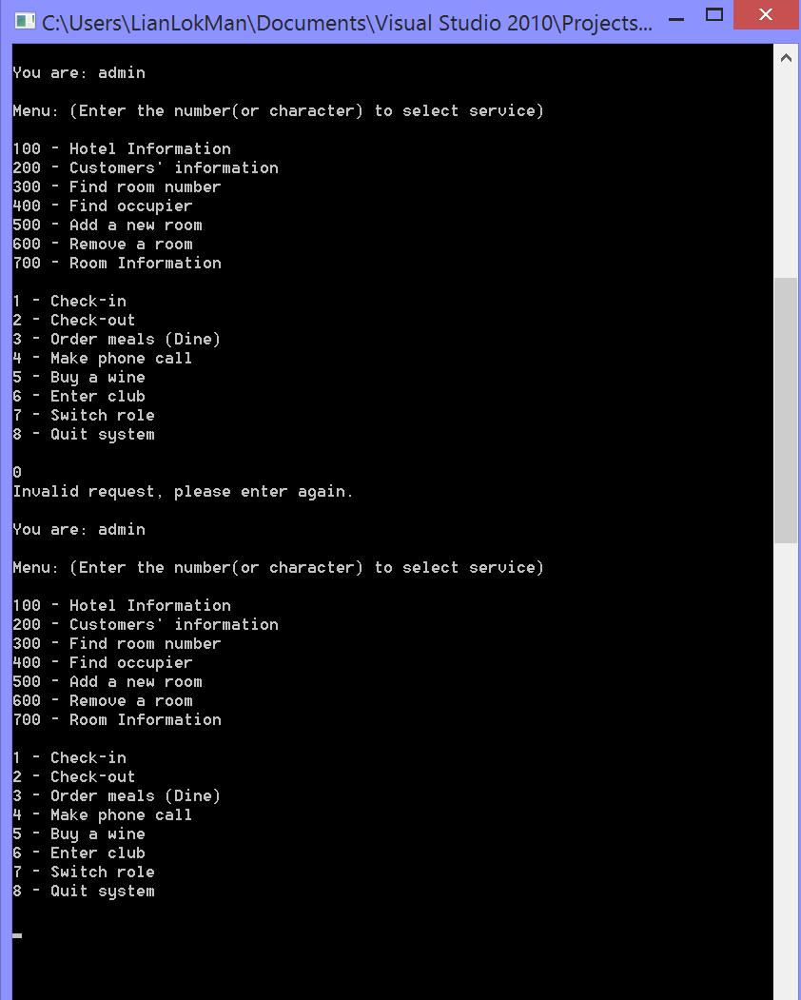 C:\Users\LianLokMan\Documents\Visual Studio 2010\Projects...
You are: admin
Menu: (Enter the number(or character) to select service)
100 - Hotel Information
200 - Customers' information
300 - Find room number
400 - Find occupier
500 - Add a new room
600 - Remove a room
700 - Room Information
1 - Check-in
2 - Check-out
3 - Order meals (Dine)
4 - Make phone call
5 - Buy a wine
6 - Enter club
7 - Switch role
8 - Quit system
0
Invalid request, please enter again.
You are: admin
Menu: (Enter the number(or character) to select service)
100 - Hotel Information
200 - Customers' information
300 - Find room number
400 - Find occupier
500 - Add a new room
600 - Remove a room
700 - Room Information
1 - Check-in
2 - Check-out
3 - Order meals (Dine)
4 - Make phone call
5 - Buy a wine
6 - Enter club
7 - Switch role
8 - Quit system